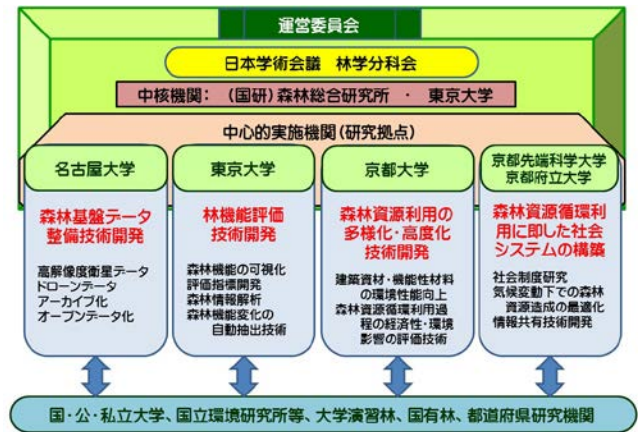 運営委員会
日本学術会議 林学分科会
中核機関: (国研)森林総合研究所 ・ 東京大学
中心的実施機関(研究拠点)
名古屋大学
森林基盤データ
整備技術開発
高解像度衛星データ
ドローンデータ
アーカイブ化
オープンデータ化
東京大学
林機能評価
技術開発
森林機能の可視化
評価指標開発
森林情報解析
森林機能変化の
自動抽出技術
京都大学
森林資源利用の
多様化・高度化
技術開発
建築資材・機能性材料
の環境性能向上
森林資源循環利用過
程の経済性・環境
影響の評価技術
京都先端科学大学
京都府立大学
森林資源循環利
用に即した社会
システムの構築
社会制度研究
気候変動下での森林
資源造成の最適化
情報共有技術開発
国・公・私立大学、国立環境研究所等、大学演習林、国有林、都道府県研究機関